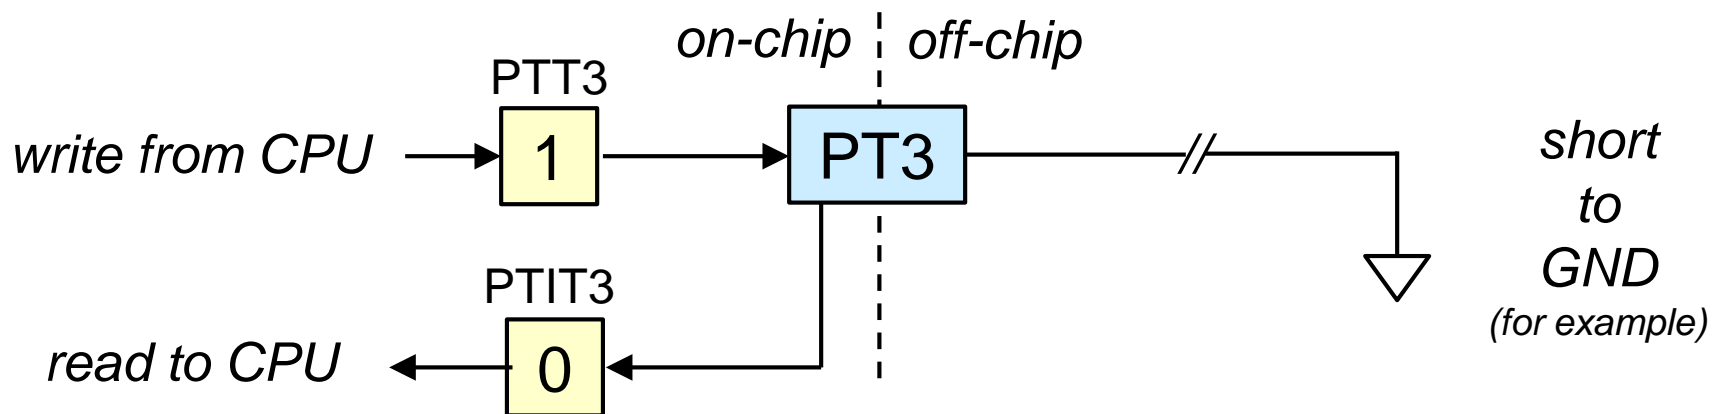 on-chip off-chip
PTT3
write from CPU 1 PT3 short
to
GND
PTIT3
(for example)
read to CPU 0